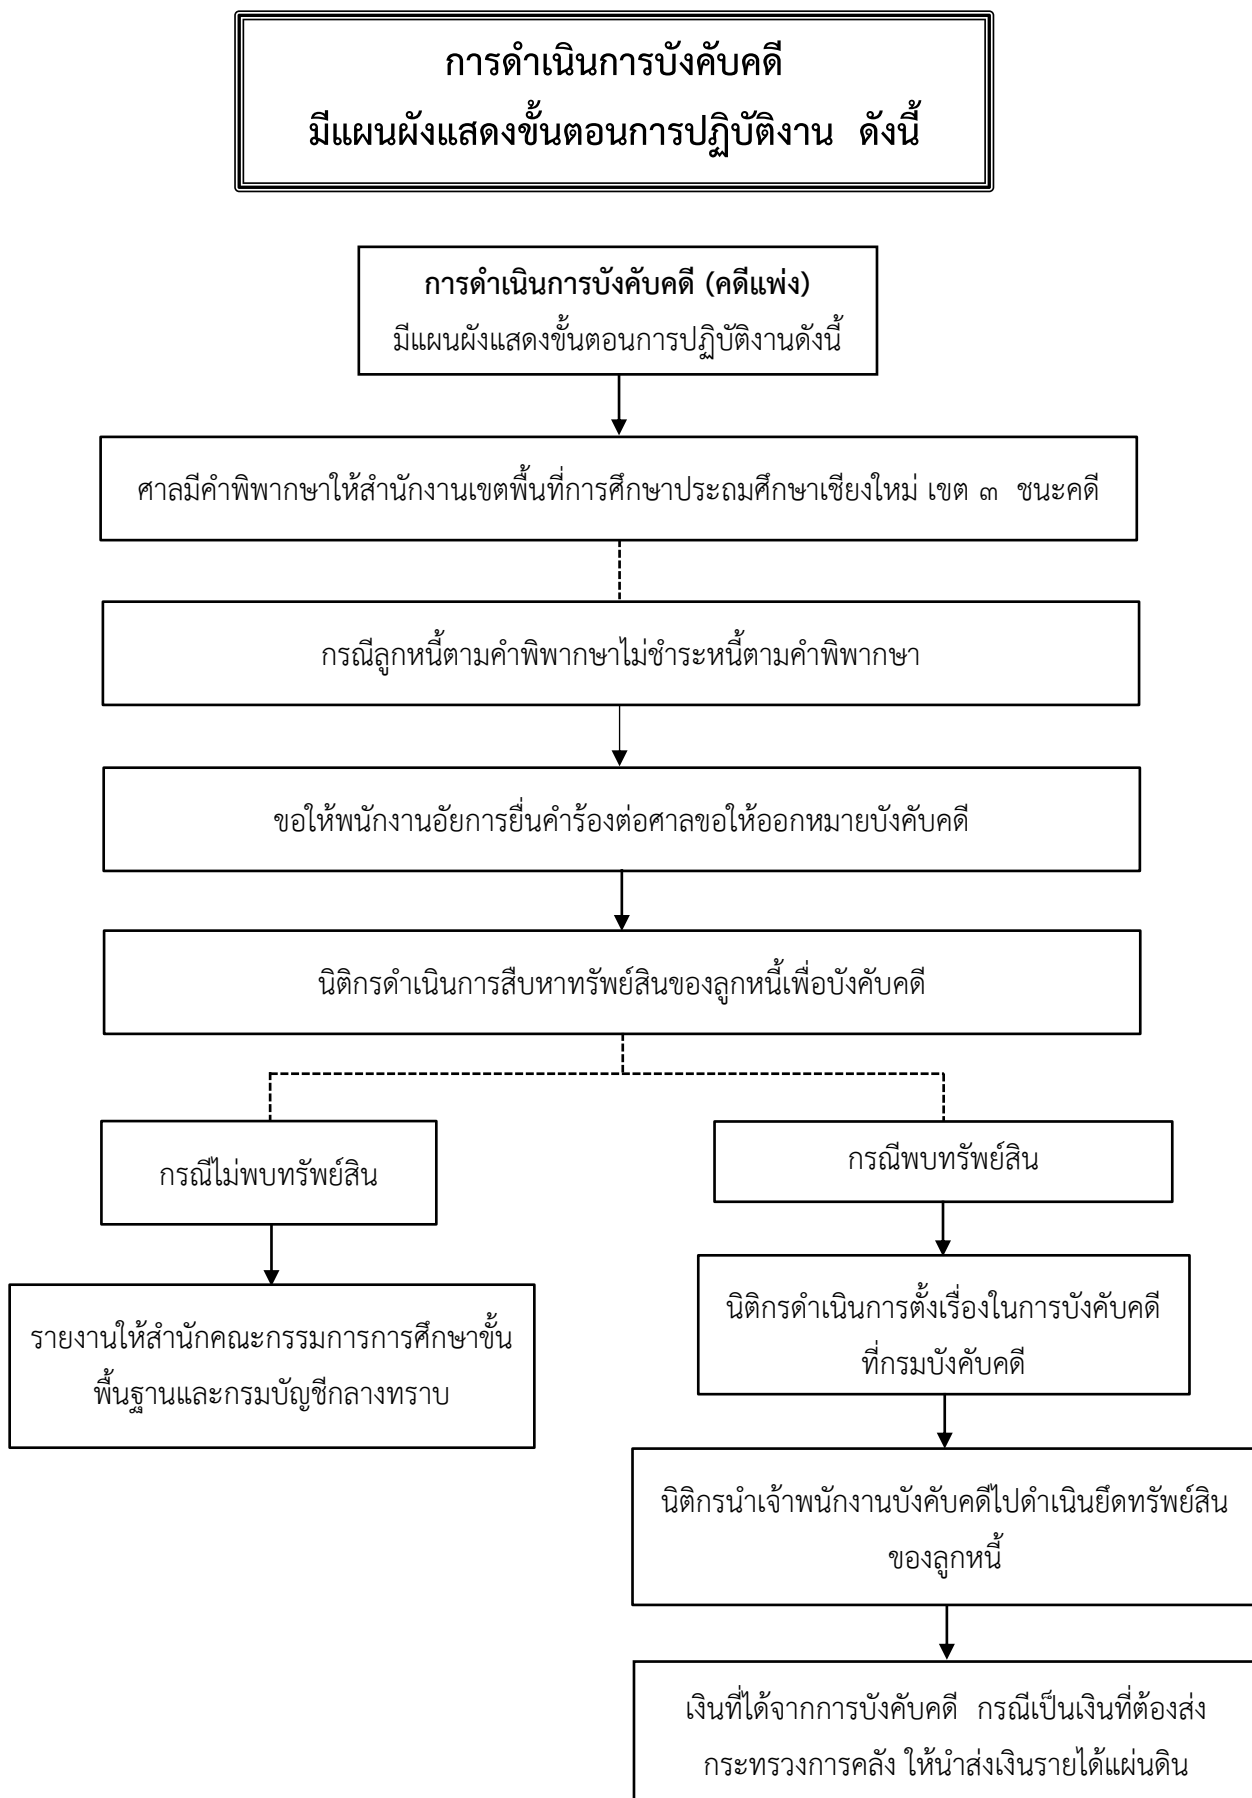 การดำเนินการบังคับคดี
มีแผนผังแสดงขั้นตอนการปฏิบัติงาน ดังนี้
การดำเนินการบังคับคดี (คดีแพ่ง)
มีแผนผังแสดงขั้นตอนการปฏิบัติงานดังนี้
ศาลมีคำพิพากษาให้สำนักงานเขตพื้นที่การศึกษาประถมศึกษาเชียงใหม่ เขต ๓ ชนะคดี
กรณีลูกหนี้ตามคำพิพากษาไม่ชำระหนี้ตามคำพิพากษา
ขอให้พนักงานอัยการยื่นคำร้องต่อศาลขอให้ออกหมายบังคับคดี
นิติกรดำเนินการสืบหาทรัพย์สินของลูกหนี้เพื่อบังคับคดี
กรณีไม่พบทรัพย์สิน
รายงานให้สำนักคณะกรรมการการศึกษาขั้น
พื้นฐานและกรมบัญชีกลางทราบ
กรณีพบทรัพย์สิน
นิติกรดำเนินการตั้งเรื่องในการบังคับคดี
ที่กรมบังคับคดี
นิติกรนำเจ้าพนักงานบังคับคดีไปดำเนินยึดทรัพย์สิน
ของลูกหนี้
เงินที่ได้จากการบังคับคดี กรณีเป็นเงินที่ต้องส่ง
กระทรวงการคลัง ให้นำส่งเงินรายได้แผ่นดิน